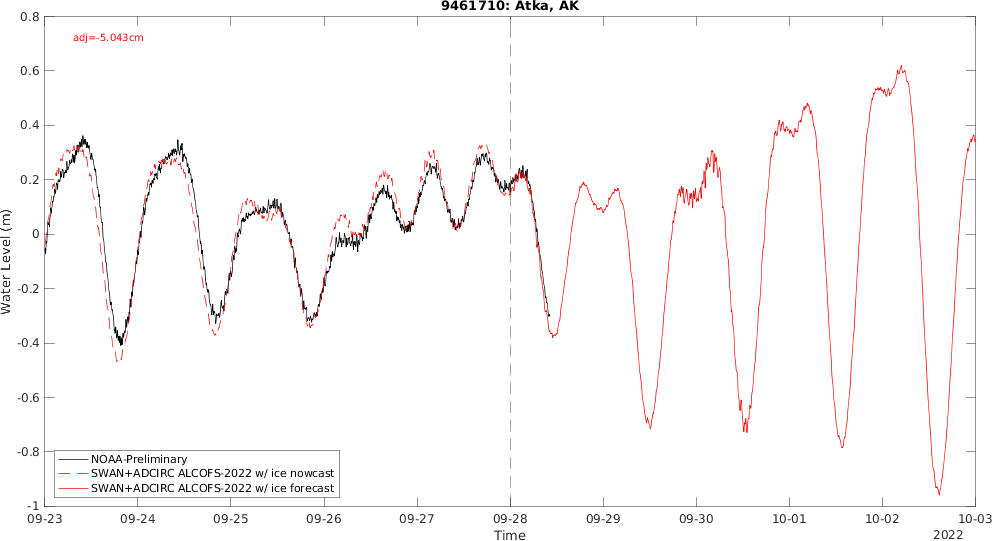 9461710: Atka, AK
adj=-5.043cm
0.8
0.6
0.4
0.2
0
-0.2
-0.4
-0.6
-0.8
-1
Water Level (m)
NOAA-Preliminary
SWAN+ADCIRC ALCOFS-2022 w/ ice nowcast
SWAN+ADCIRC ALCOFS-2022 w/ ice forecast
09-23 09-24 09-25 09-26 09-27 09-28 09-29 09-30 10-01 10-02 10-03
Time
2022